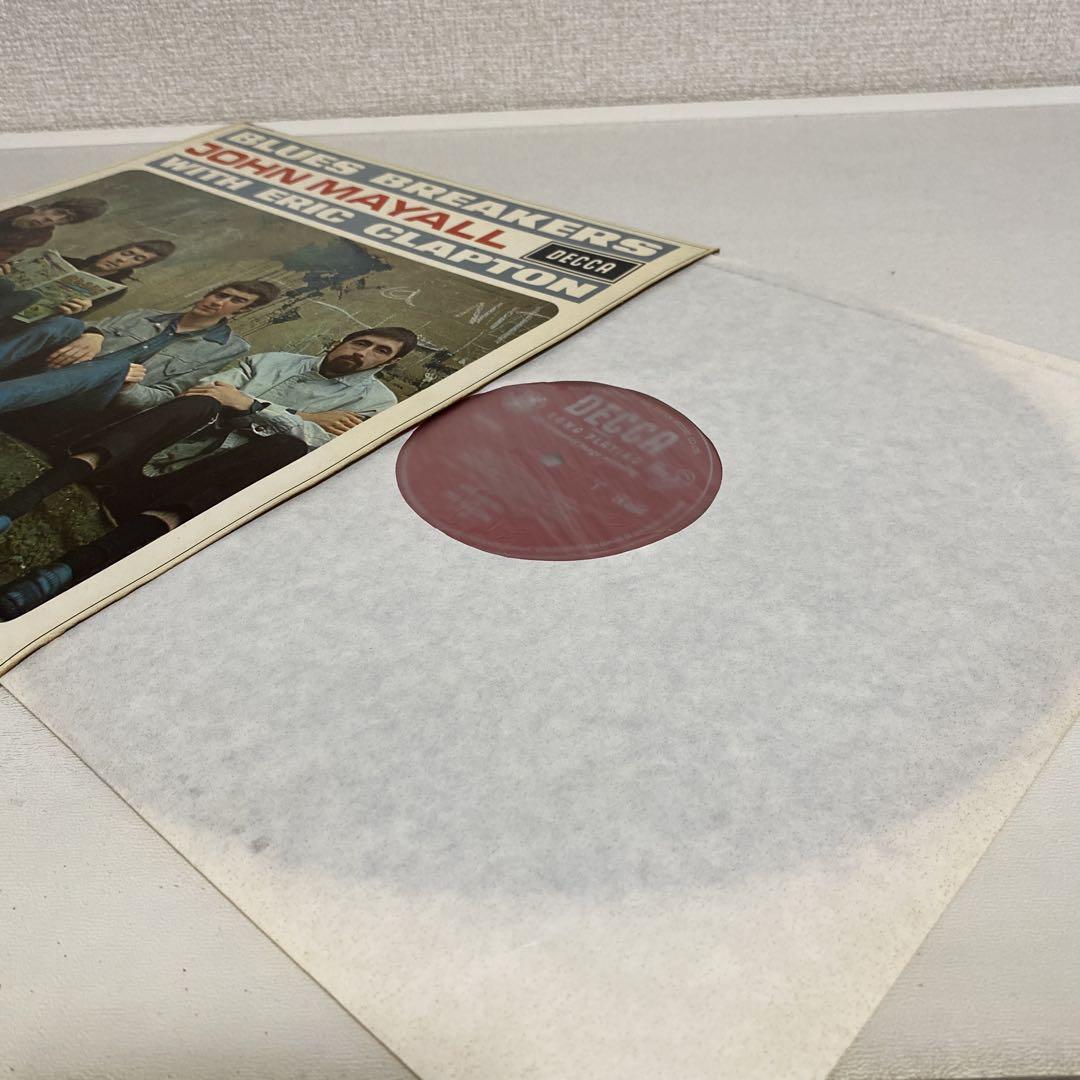 BLUES BREAKERS
JOHN MAYALL
WITH ERIC CLAPTON
DECCA
DECCA
LONG PLAYING